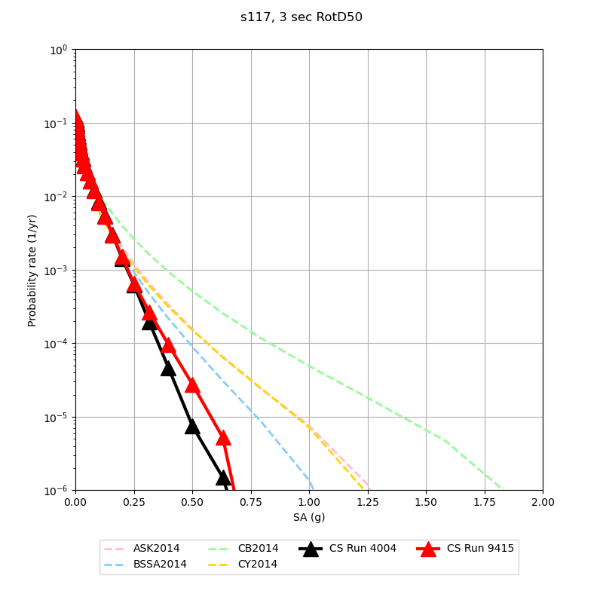 s117, 3 sec RotD50
Probability rate (1/yr)
10⁰
10⁻¹
10⁻²
10⁻³
10⁻⁴
10⁻⁵
10⁻⁶
0.00 0.25 0.50 0.75 1.00 1.25 1.50 1.75 2.00
SA (g)
ASK2014 CB2014 CS Run 4004 CS Run 9415
BSSA2014 CY2014